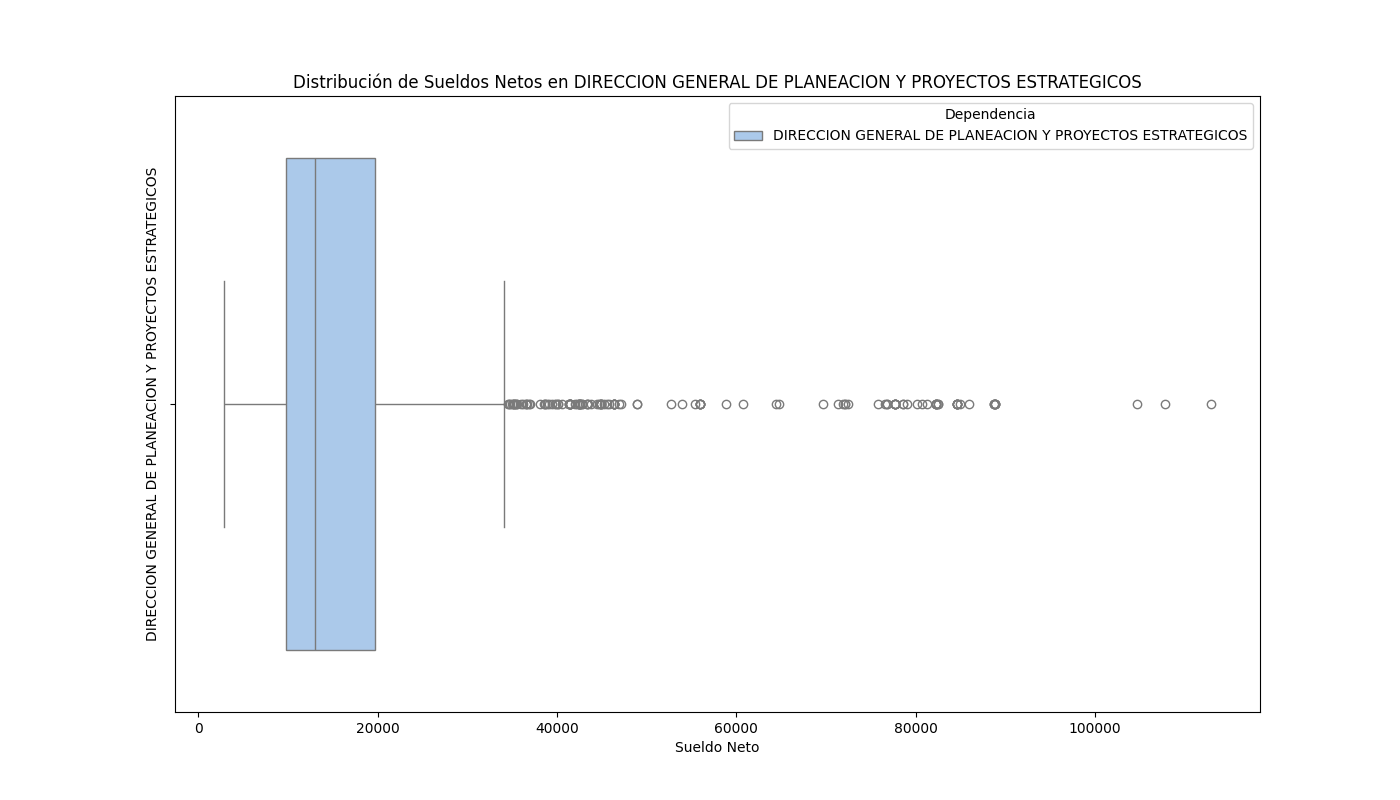 Distribución de Sueldos Netos en DIRECCION GENERAL DE PLANEACION Y PROYECTOS ESTRATEGICOS
Dependencia
DIRECCION GENERAL DE PLANEACION Y PROYECTOS ESTRATEGICOS
DIRECCION GENERAL DE PLANEACION Y PROYECTOS ESTRATEGICOS
0 20000 40000 60000 80000 100000
Sueldo Neto